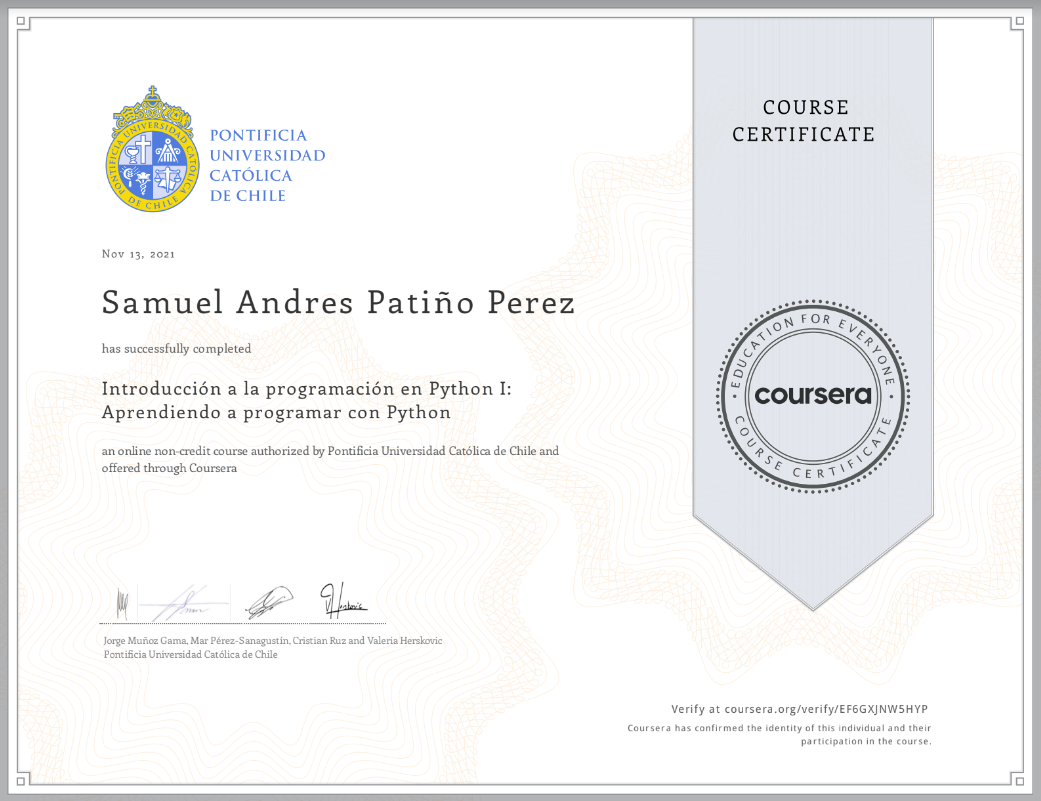 COURSE
CERTIFICATE
PONTIFICIA UNIVERSIDAD CATOLICA
DE CHILE
PONTIFICIA
UNIVERSIDAD
CATÓLICA
DE CHILE
Nov 13, 2021
Samuel Andres Patiño Perez
has successfully completed
Introducción a la programación en Python I:
Aprendiendo a programar con Python
an online non-credit course authorized by Pontificia Universidad Católica de Chile and
offered through Coursera
EDUCATION FOR EVERYONE
coursera
COURSE CERTIFICATE
Jorge Muñoz Gama, Mar Pérez-Sanagustín, Cristian Ruz and Valeria Herskovic
Pontificia Universidad Católica de Chile
Verify at coursera.org/verify/EF6GXJNW5HYP
Coursera has confirmed the identity of this individual and their
participation in the course.